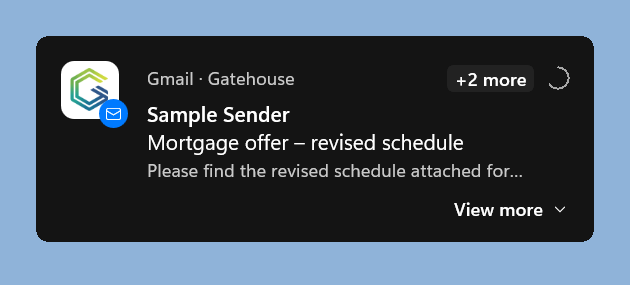 Gmail · Gatehouse
+2 more
Sample Sender
Mortgage offer – revised schedule
Please find the revised schedule attached for...
View more